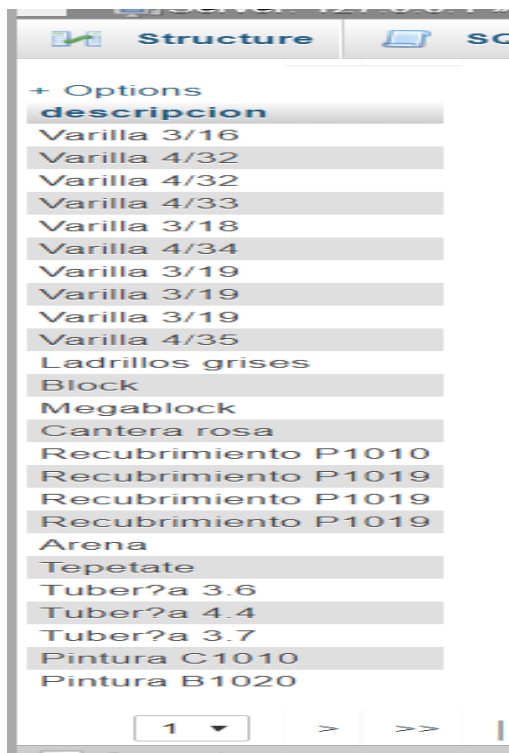 Structure SQ
+ Options
descripcion
Varilla 3/16
Varilla 4/32
Varilla 4/32
Varilla 4/33
Varilla 3/18
Varilla 4/34
Varilla 3/19
Varilla 3/19
Varilla 3/19
Varilla 4/35
Ladrillos grises
Block
Megablock
Cantera rosa
Recubrimiento P1010
Recubrimiento P1019
Recubrimiento P1019
Recubrimiento P1019
Arena
Tepetate
Tuber?a 3.6
Tuber?a 4.4
Tuber?a 3.7
Pintura C1010
Pintura B1020
1 > >> |